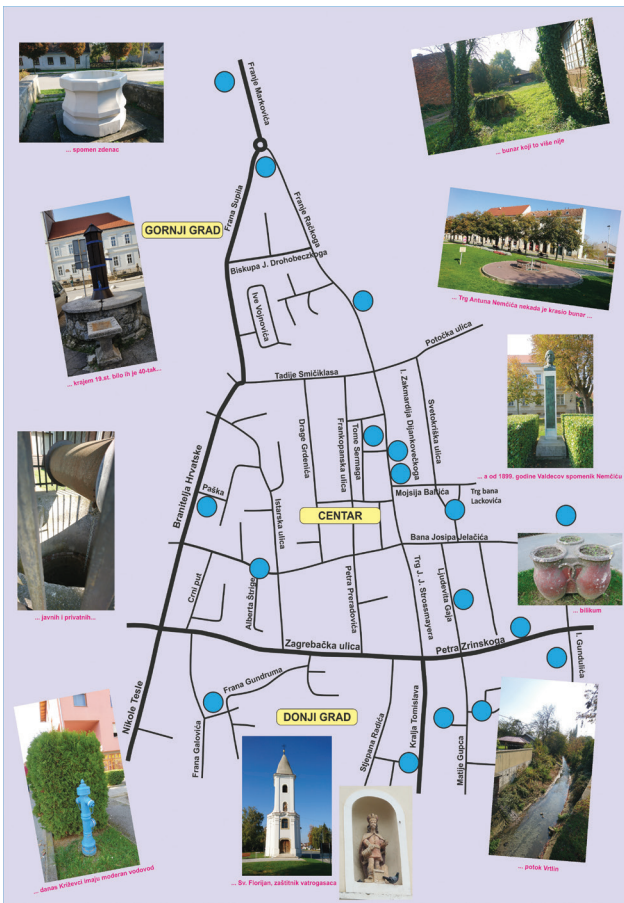 ... spomen zdenac
Franje Markovića
... bunar koji to više nije
GORNJI GRAD
Frana Supila
Franje Račkoga
Biskupa J. Drohobeczkoga
Ive Vojnovića
... Trg Antuna Nemčića nekada je krasio bunar ...
... krajem 19.st. bilo ih je 40-tak...
Potočka ulica
Tadije Smičiklasa
I. Zakmardija Dijankovečkoga
Svetokriška ulica
Drage Grdenića
Frankopanska ulica
Tome Sermaga
... a od 1899. godine Valdecov spomenik Nemčiću
Branitelja Hrvatske
Paška
Istarska ulica
Mojsija Baltića
Trg bana
Lackovića
CENTAR
Bana Josipa Jelačića
Crni put
Alberta Štrige
Petra Preradovića
Trg J. J. Strossmayera
Ljudevita Gaja
... bilikum
... javnih i privatnih...
Zagrebačka ulica
Petra Zrinskoga
I. Gundulića
Nikole Tesle
Frana Gundruma
Frana Galovića
DONJI GRAD
Stjepana Radića
Kralja Tomislava
Matije Gupca
... danas Križevci imaju moderan vodovod
... Sv. Florijan, zaštitnik vatrogasaca
... potok Vrtlin